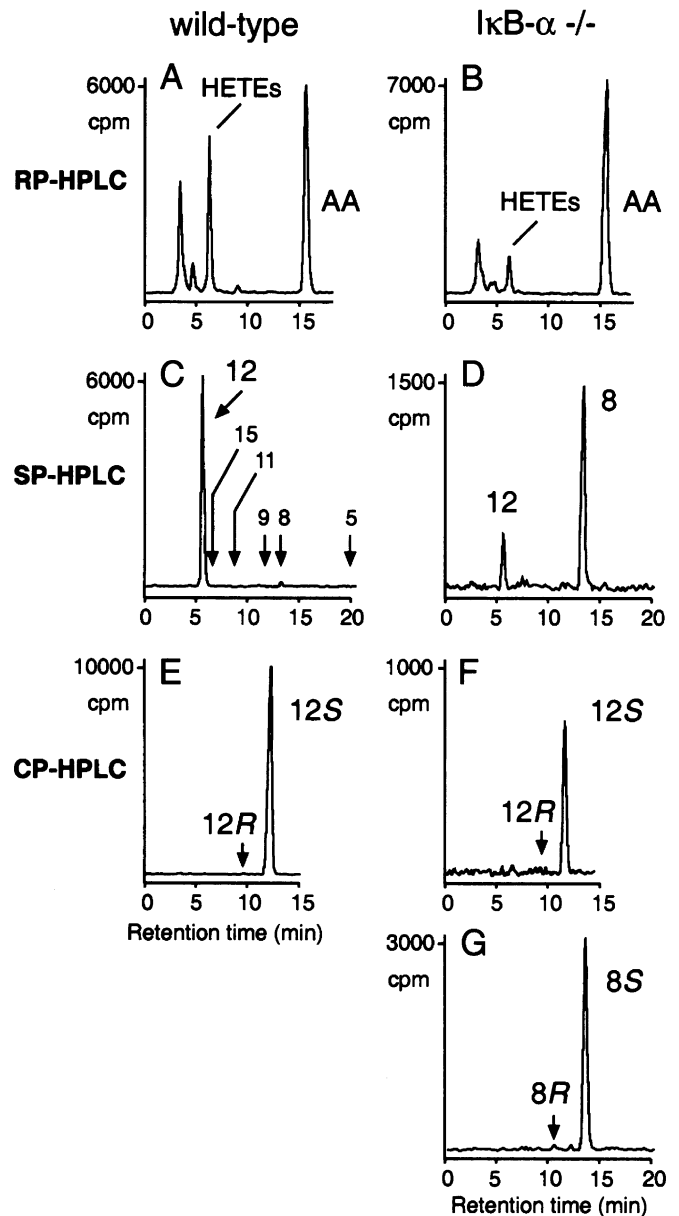 wild-type
IκB-α -/-
RP-HPLC
A
6000
cpm
HETEs
AA
0 5 10 15
B
7000
cpm
HETEs
AA
0 5 10 15
SP-HPLC
C
6000
cpm
12
15
11
9 8 5
0 5 10 15 20
D
1500
cpm
12
8
0 5 10 15 20
CP-HPLC
E
10000
cpm
12S
12R
0 5 10 15
Retention time (min)
F
1000
cpm
12S
12R
0 5 10 15
G
3000
cpm
8S
8R
0 5 10 15 20
Retention time (min)